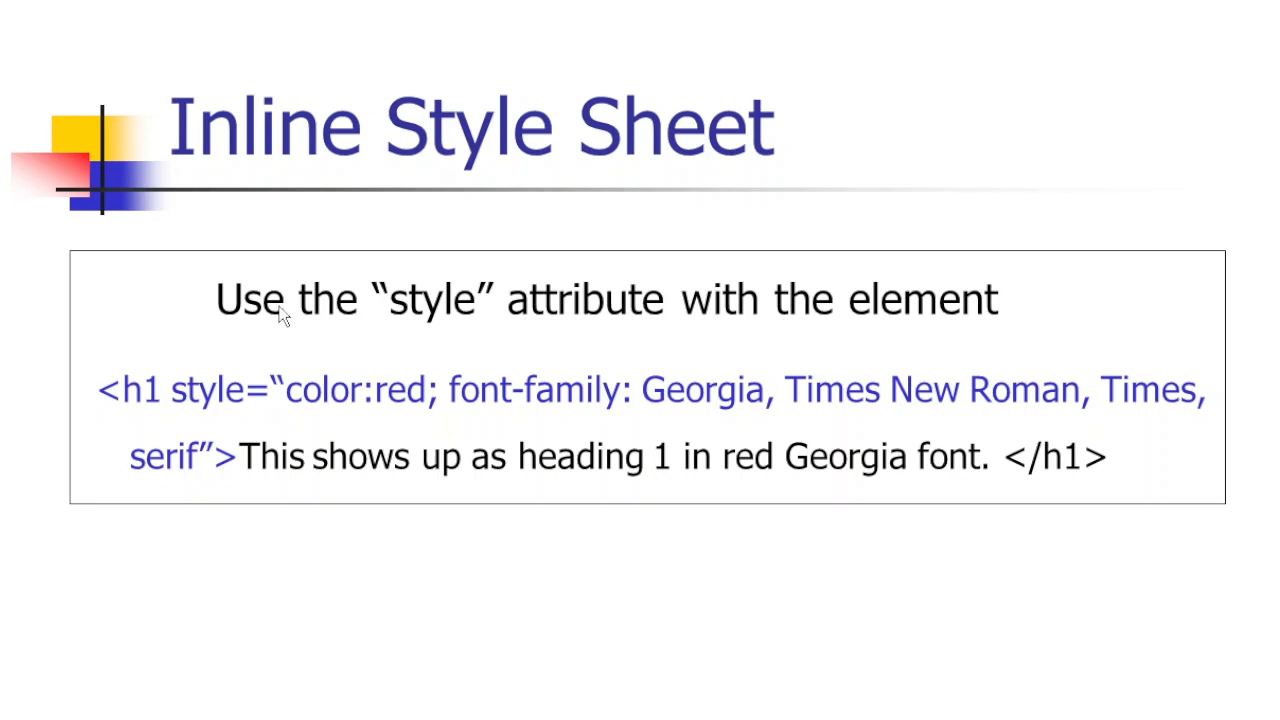 Inline Style Sheet
Use the “style” attribute with the element
<h1 style=“color:red; font-family: Georgia, Times New Roman, Times,
serif”>This shows up as heading 1 in red Georgia font. </h1>